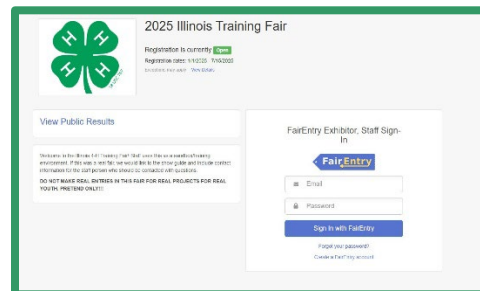 2025 Illinois Training Fair
Registration is currently Open
Registration dates: 1/1/2025 7/16/2025
View Details
H H
H H
View Public Results
Welcome to the Illinois 4-H Training Fair! Staff uses this as a sandbox/training
environment. If this was a real fair, we would like to the show guide and include contact
information for the staff person who should be contacted with questions.
DO NOT MAKE REAL ENTRIES IN THIS FAIR FOR REAL PROJECTS FOR REAL
YOUTH. PRETEND ONLY!!!
FairEntry Exhibitor, Staff Sign-
In
FairEntry
Email
Password
Sign In with FairEntry
Forgot your password?
Create a FairEntry account